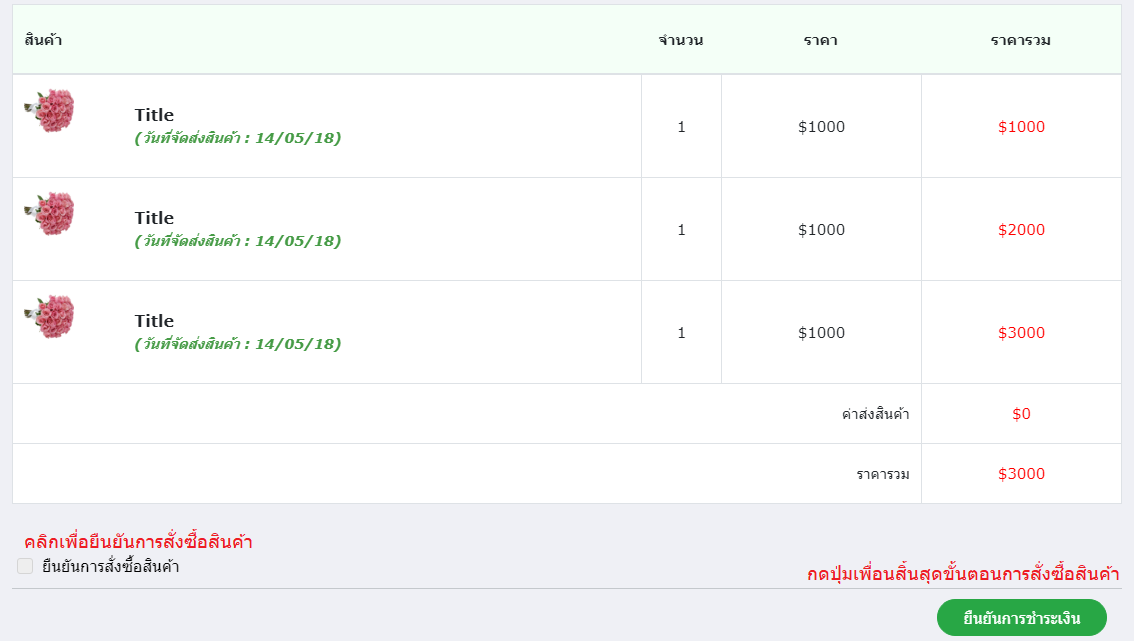 สินค้า จำนวน ราคา ราคารวม
Title
(วันที่จัดส่งสินค้า : 14/05/18)
1 $1000 $1000
Title
(วันที่จัดส่งสินค้า : 14/05/18)
1 $1000 $2000
Title
(วันที่จัดส่งสินค้า : 14/05/18)
1 $1000 $3000
ค่าส่งสินค้า $0
ราคารวม $3000
คลิกเพื่อยืนยันการสั่งซื้อสินค้า
ยืนยันการสั่งซื้อสินค้า
กดปุ่มเพื่อนสิ้นสุดขั้นตอนการสั่งซื้อสินค้า
ยืนยันการชำระเงิน